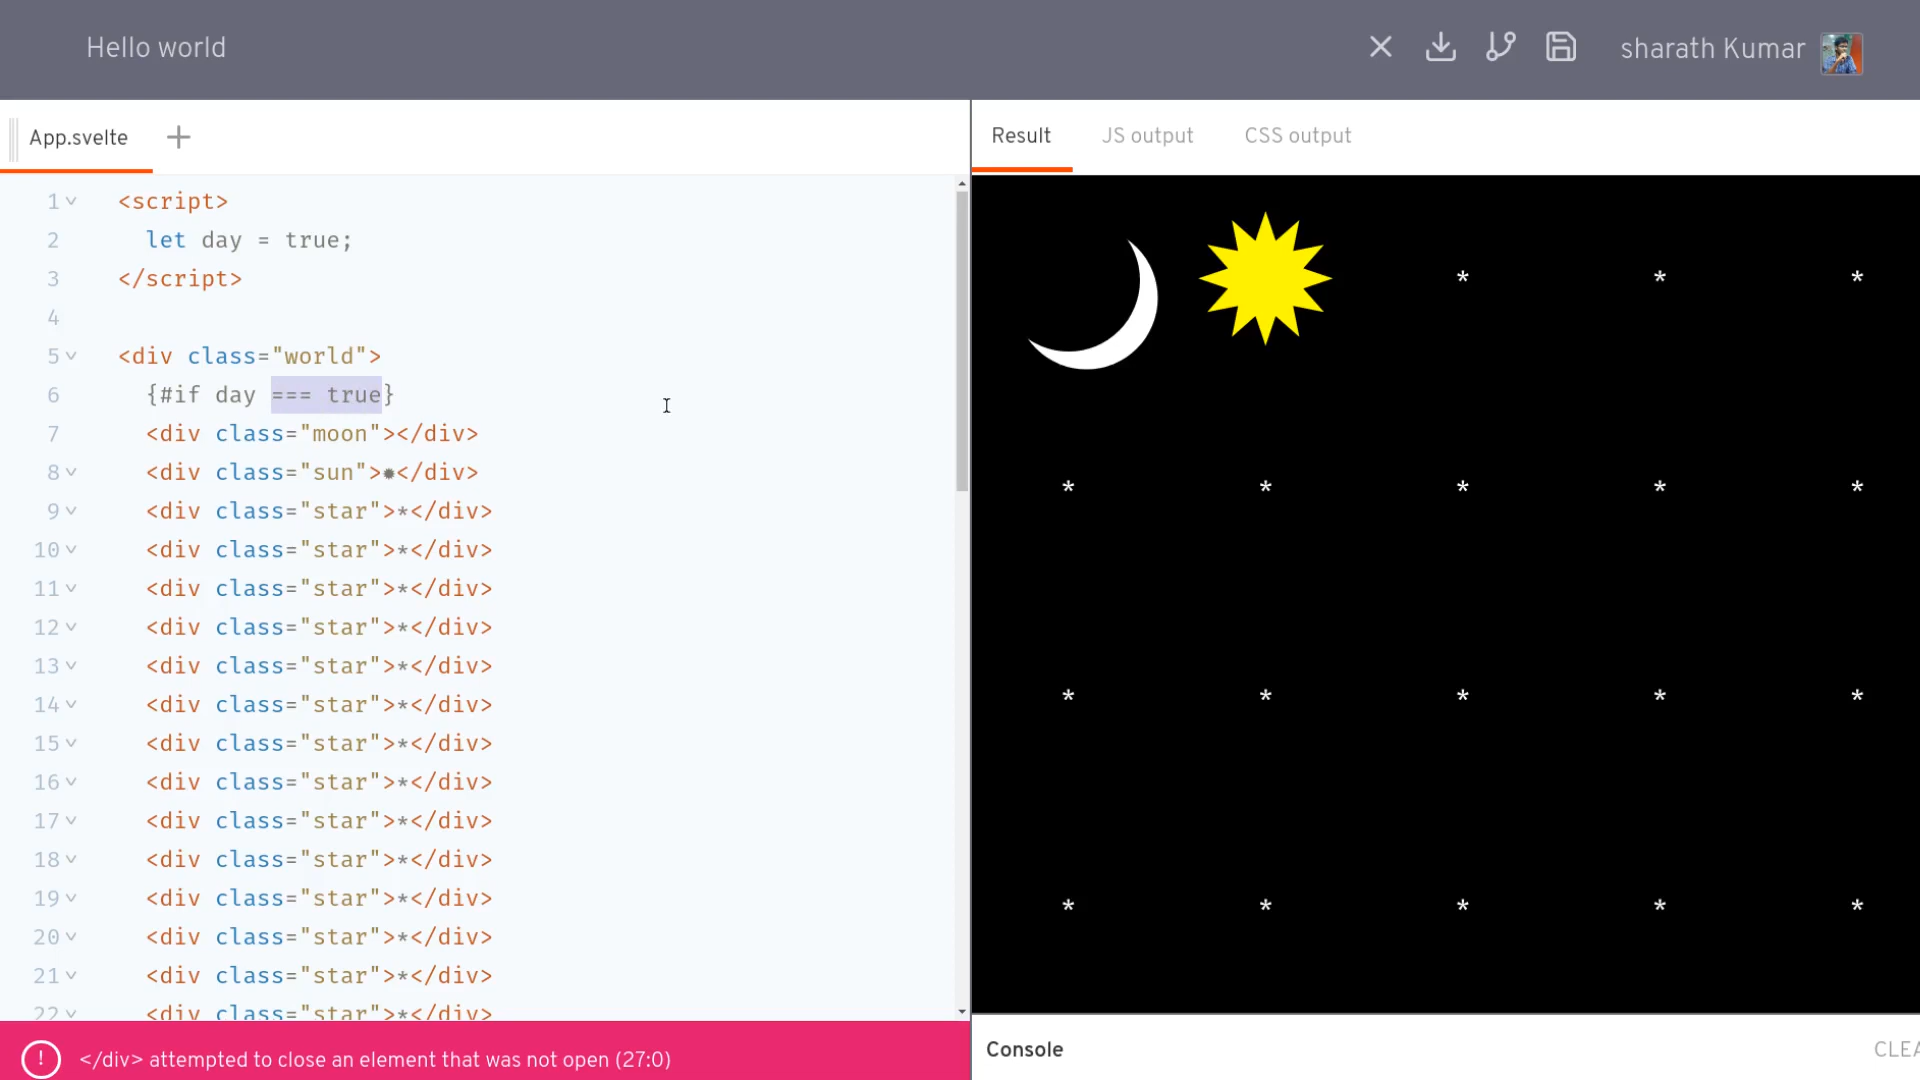 Hello world
sharath Kumar
App.svelte
Result JS output CSS output
1 <script>
2 let day = true;
3 </script>
4
5 <div class="world">
6 {#if day === true}
7 <div class="moon"></div>
8 <div class="sun">✹</div>
9 <div class="star">*</div>
10 <div class="star">*</div>
11 <div class="star">*</div>
12 <div class="star">*</div>
13 <div class="star">*</div>
14 <div class="star">*</div>
15 <div class="star">*</div>
16 <div class="star">*</div>
17 <div class="star">*</div>
18 <div class="star">*</div>
19 <div class="star">*</div>
20 <div class="star">*</div>
21 <div class="star">*</div>
22 <div class="star">*</div>
</div> attempted to close an element that was not open (27:0)
* * *
* * * * *
* * * * *
* * * * *
Console
CLEA